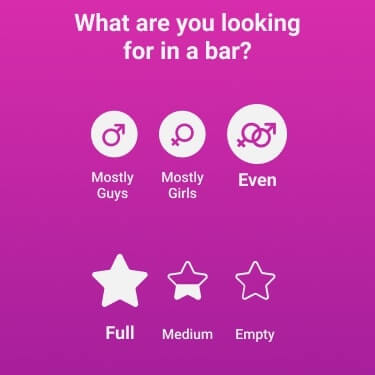 What are you looking
for in a bar?
Mostly Guys
Mostly Girls
Even
Full
Medium
Empty